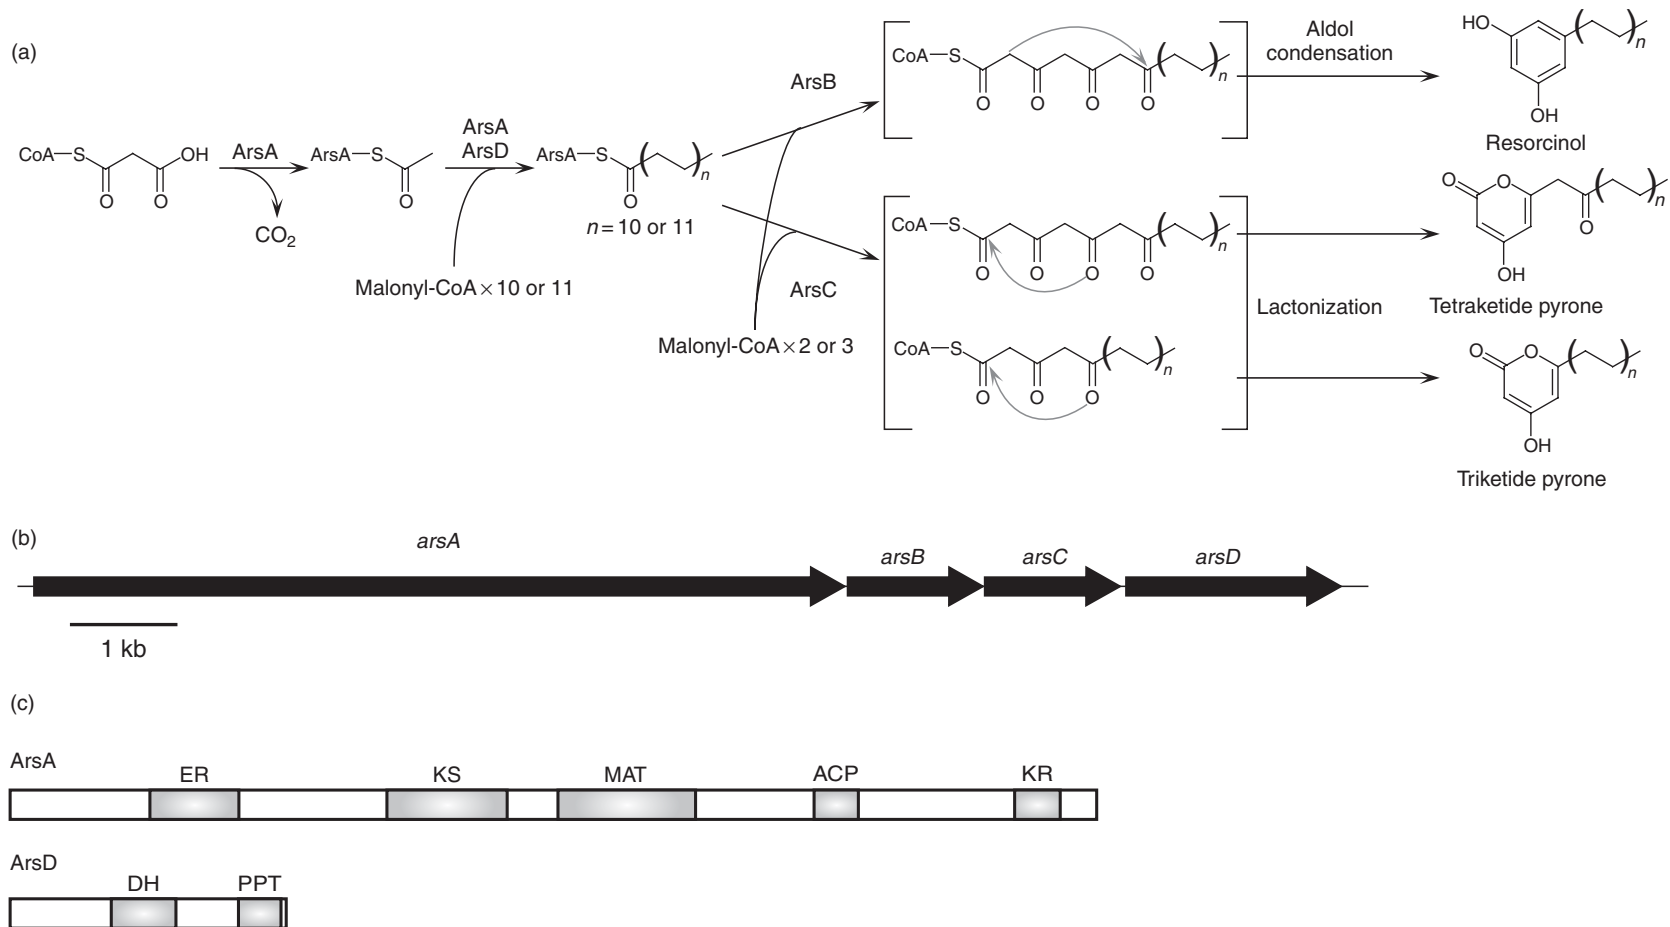 (a)
CoA—S
OH
O
O
ArsA
CO2
ArsA—S
O
ArsA
ArsD
Malonyl-CoA×10 or 11
ArsA—S
O
n
n=10 or 11
ArsB
ArsC
Malonyl-CoA×2 or 3
CoA—S
O
O
O
O
n
Aldol
condensation
HO
OH
n
Resorcinol
CoA—S
O
O
O
O
n
Lactonization
O
O
O
OH
n
Tetraketide pyrone
CoA—S
O
O
O
n
O
O
OH
n
Triketide pyrone
(b)
arsA
arsB
arsC
arsD
1 kb
(c)
ArsA
ER
KS
MAT
ACP
KR
ArsD
DH
PPT